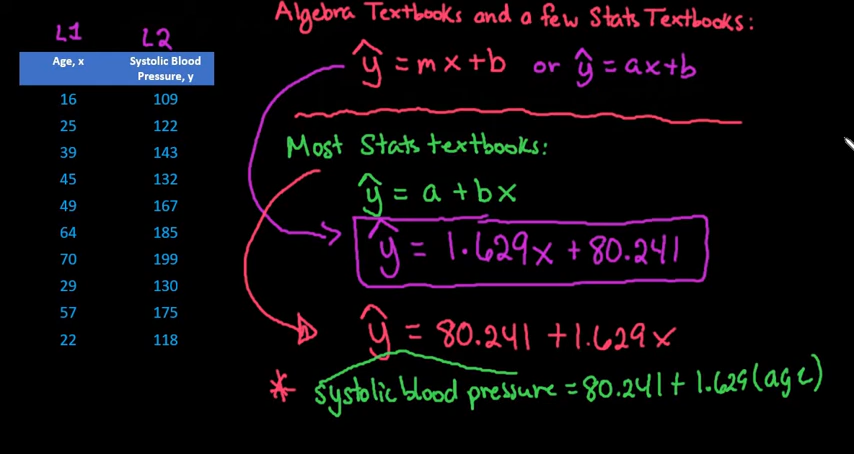 Algebra Textbooks and a few Stats Textbooks:
L1 L2
Age, x Systolic Blood Pressure, y
16 109
25 122
39 143
45 132
49 167
64 185
70 199
29 130
57 175
22 118
ŷ = mx+b or ŷ = ax+b
Most Stats textbooks:
ŷ = a + bx
ŷ = 1.629x + 80.241
ŷ = 80.241 + 1.629x
* systolic blood pressure = 80.241 + 1.629(age)